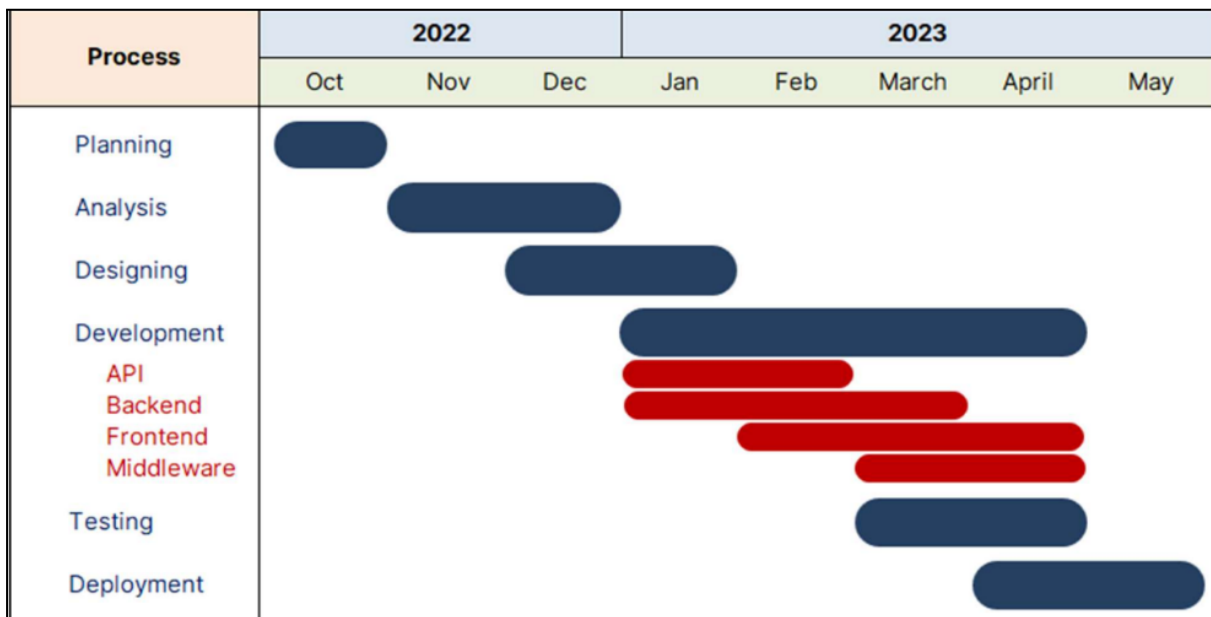 Process
2022
2023
Oct Nov Dec Jan Feb March April May
Planning
Analysis
Designing
Development
API
Backend
Frontend
Middleware
Testing
Deployment